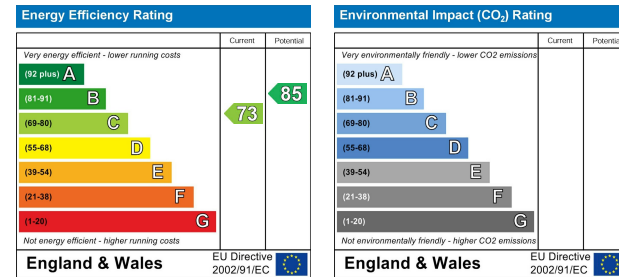 Energy Efficiency Rating
Current Potential
Very energy efficient - lower running costs
(92 plus) A
(81-91) B
(69-80) C
(55-68) D
(39-54) E
(21-38) F
(1-20) G
73
85
Not energy efficient - higher running costs
England & Wales
EU Directive
2002/91/EC
Environmental Impact (CO₂) Rating
Current Potentia
Very environmentally friendly - lower CO2 emissions
(92 plus) A
(81-91) B
(69-80) C
(55-68) D
(39-54) E
(21-38) F
(1-20) G
Not environmentally friendly - higher CO2 emissions
England & Wales
EU Directive
2002/91/EC